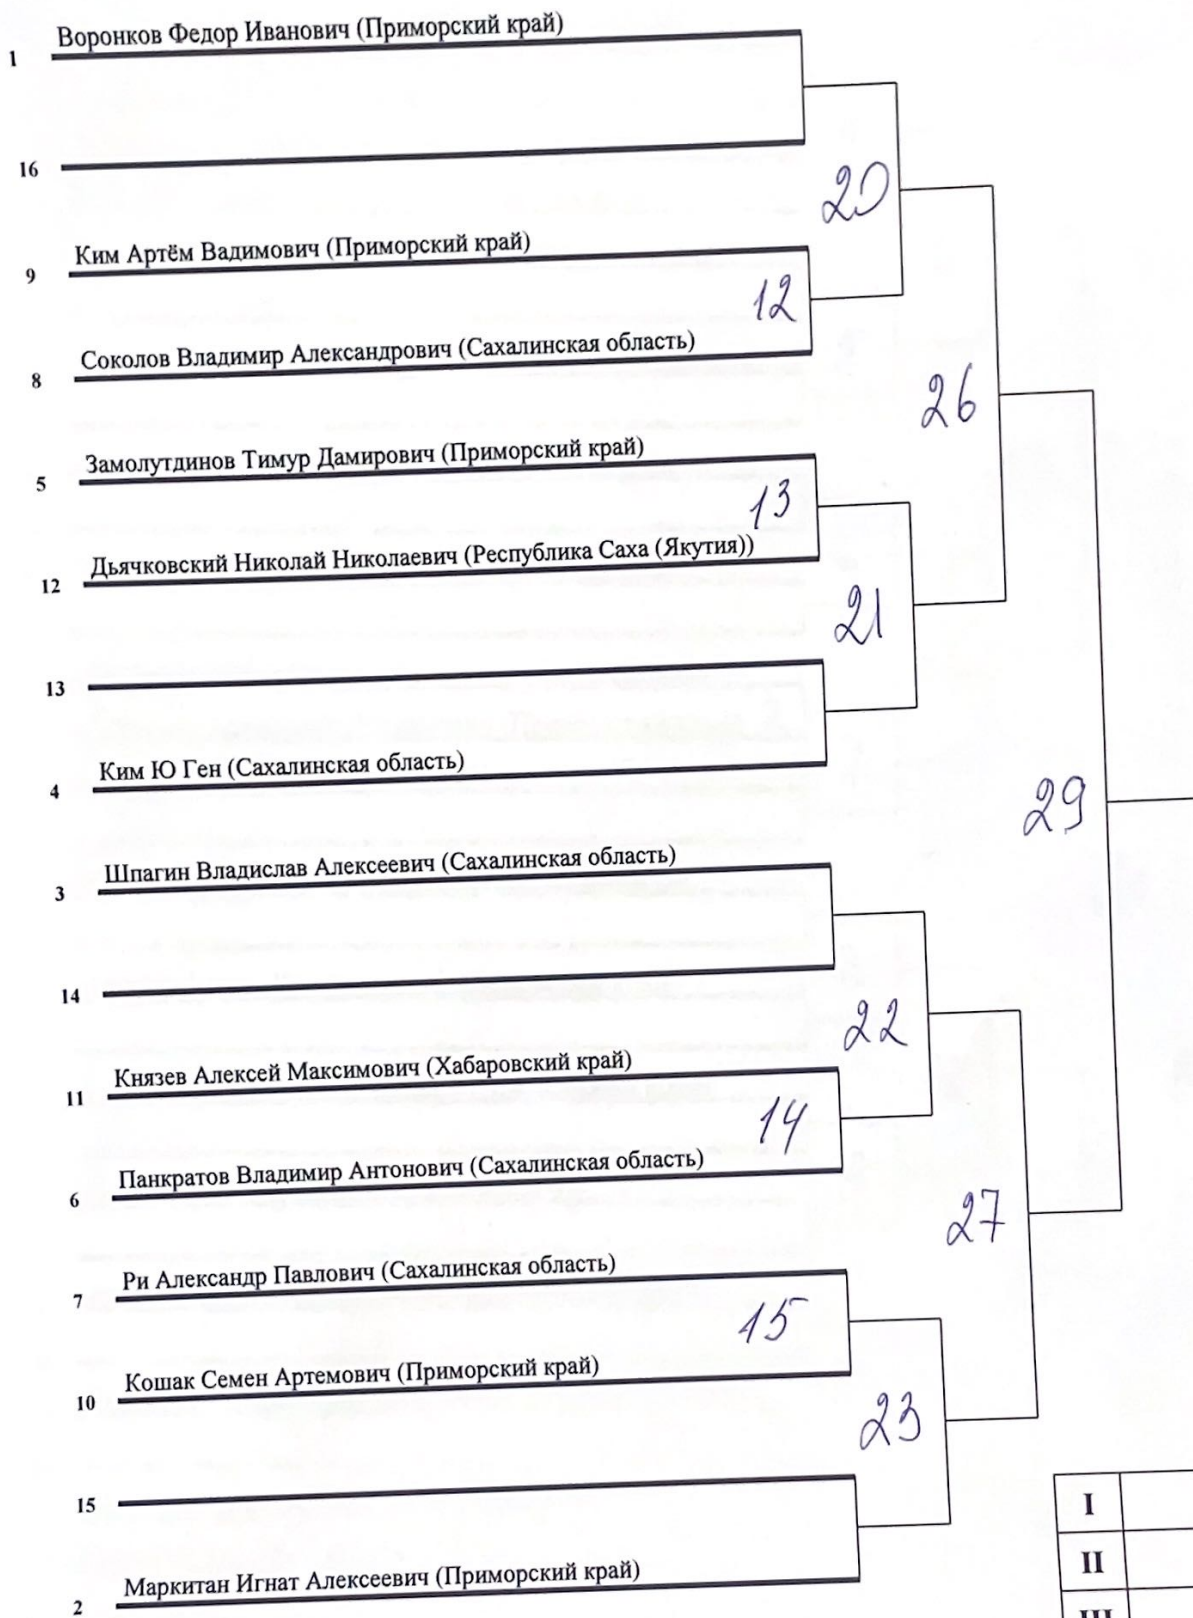 1 Воронков Федор Иванович (Приморский край)
16
20
9 Ким Артём Вадимович (Приморский край)
12
8 Соколов Владимир Александрович (Сахалинская область)
26
5 Замолутдинов Тимур Дамирович (Приморский край)
13
12 Дьячковский Николай Николаевич (Республика Саха (Якутия))
21
13
4 Ким Ю Ген (Сахалинская область)
29
3 Шпагин Владислав Алексеевич (Сахалинская область)
14
22
11 Князев Алексей Максимович (Хабаровский край)
14
6 Панкратов Владимир Антонович (Сахалинская область)
27
7 Ри Александр Павлович (Сахалинская область)
15
10 Кошак Семен Артемович (Приморский край)
23
15
I
II
2 Маркитан Игнат Алексеевич (Приморский край)
III